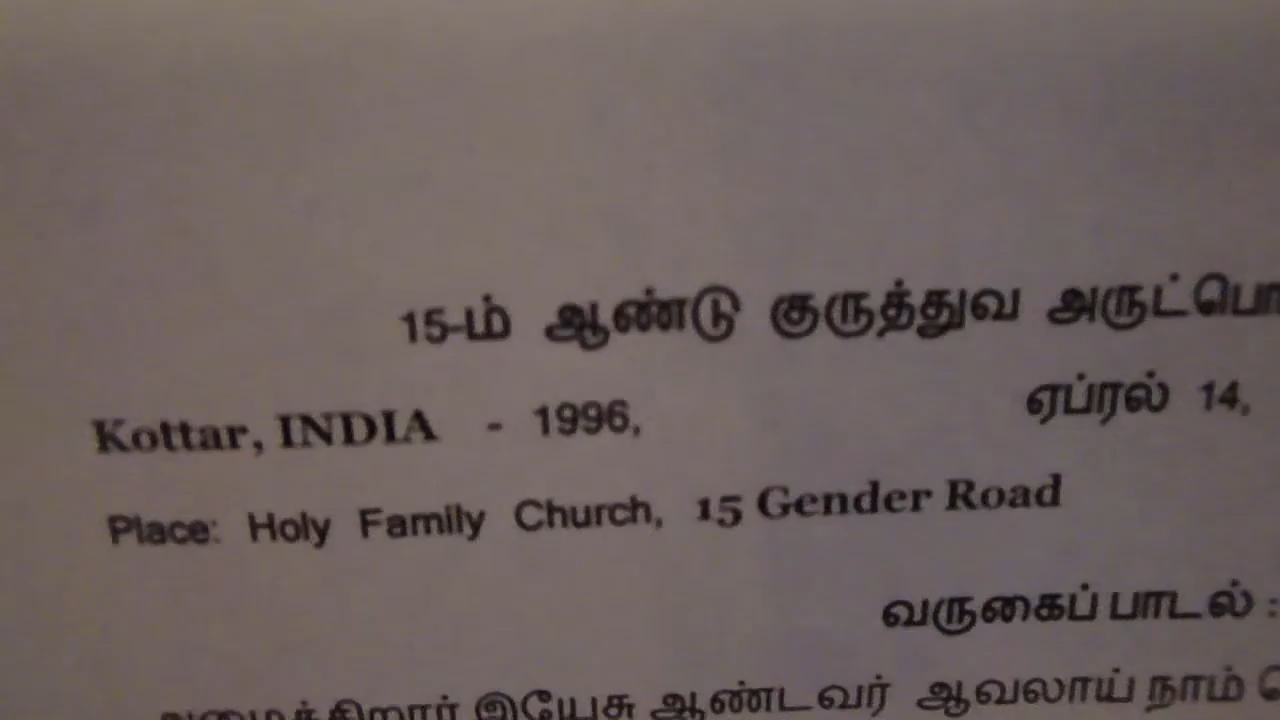 15-ம் ஆண்டு குருத்துவ அருட்பொ
Kottar, INDIA - 1996, ஏப்ரல் 14,
Place: Holy Family Church, 15 Gender Road
வருகைப் பாடல் :
அழைக்கிறார் இயேசு ஆண்டவர் ஆவலாய் நாம்